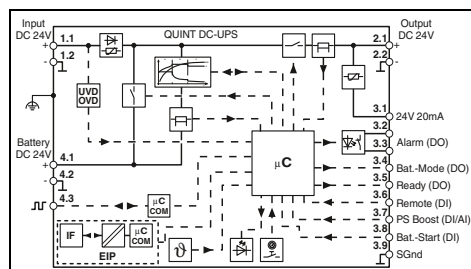 Input
DC 24V
QUINT DC-UPS
Output
DC 24V
1.1
+
-
1.2
2.1
+
-
2.2
UVD
OVD
3.1
24V 20mA
3.2
Alarm (DO)
3.3
Battery
DC 24V
4.1
+
-
4.2
4.3
µC
3.4
Bat.-Mode (DO)
3.5
Ready (DO)
3.6
Remote (DI)
3.7
PS Boost (DI/AI)
3.8
Bat.-Start (DI)
3.9
SGnd
µC
COM
IF
µC
COM
EIP
ϑ